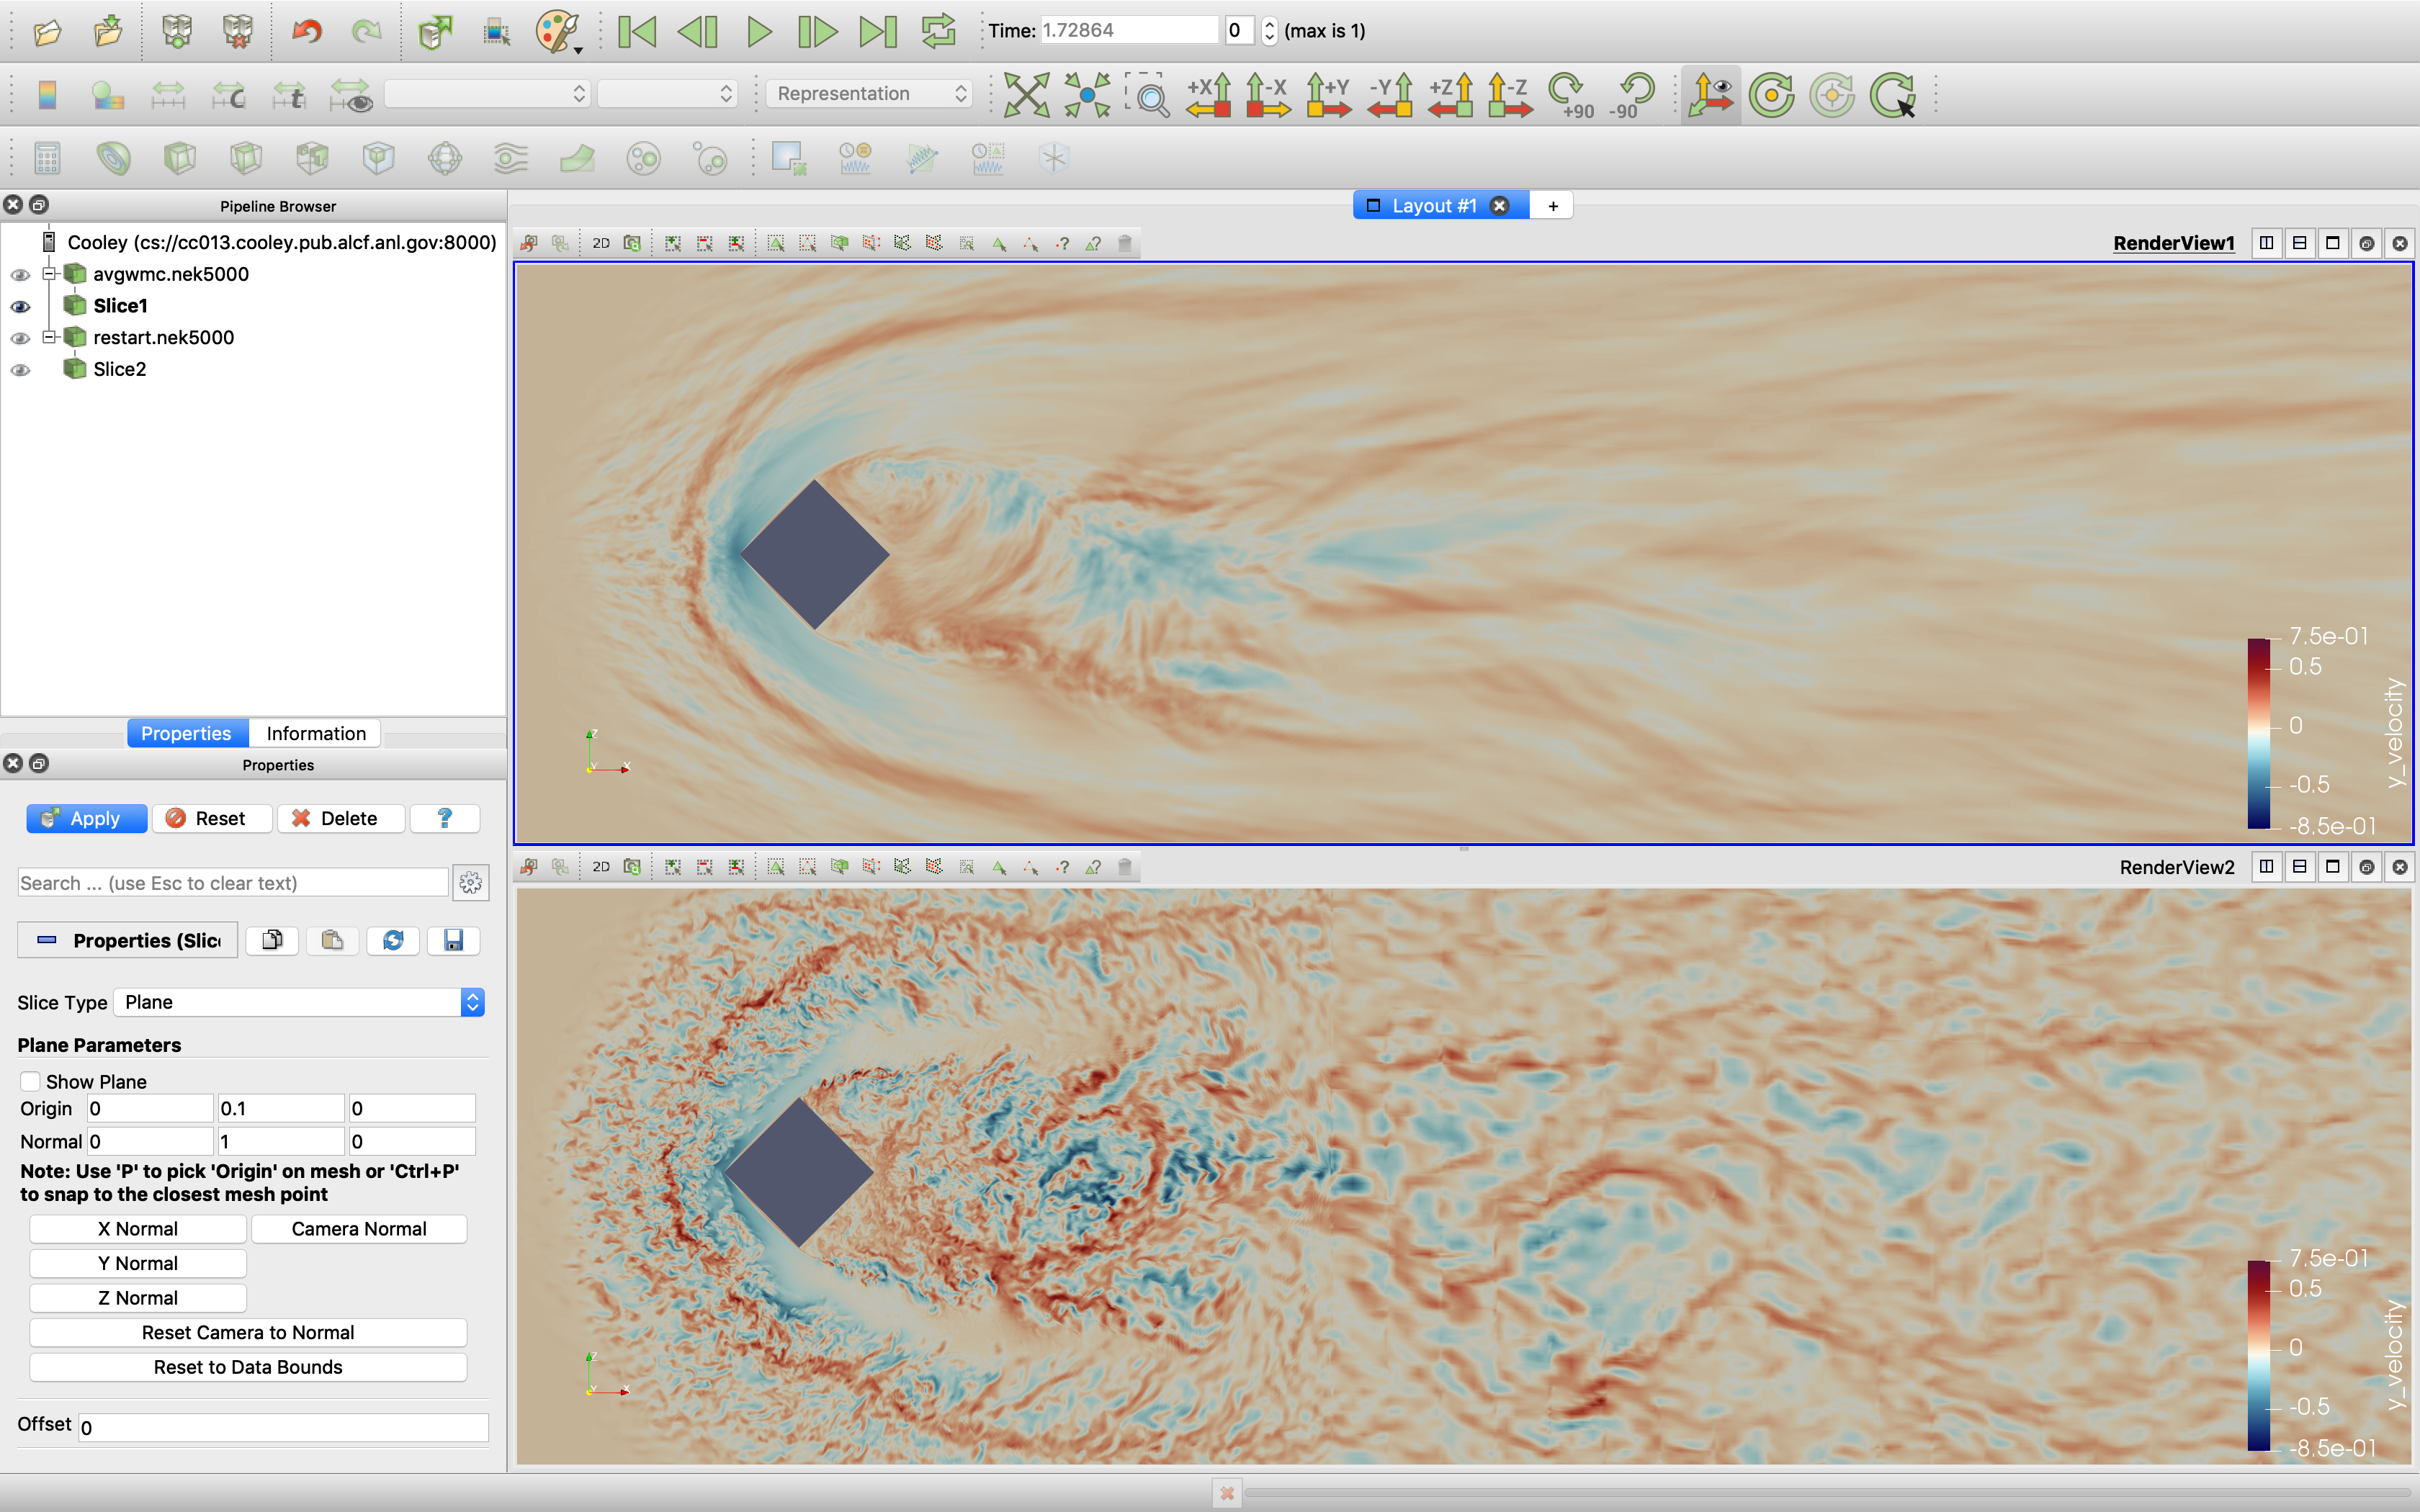 Time: 1.72864 0 (max is 1)
C t Representation +X -X +Y -Y +Z -Z +90 -90
Pipeline Browser
Layout #1 +
Cooley (cs://cc013.cooley.pub.alcf.anl.gov:8000)
avgwmc.nek5000
Slice1
restart.nek5000
Slice2
2D ? ? RenderView1
7.5e-01
0.5
0
-0.5
-8.5e-01
y_velocity
Z
Y X
Properties Information
Properties
Apply Reset Delete ?
Search ... (use Esc to clear text)
Properties (Slic
Slice Type Plane
Plane Parameters
Show Plane
Origin 0 0.1 0
Normal 0 1 0
Note: Use 'P' to pick 'Origin' on mesh or 'Ctrl+P'
to snap to the closest mesh point
X Normal Camera Normal
Y Normal
Z Normal
Reset Camera to Normal
Reset to Data Bounds
Offset 0
2D ? ? RenderView2
7.5e-01
0.5
0
-0.5
-8.5e-01
y_velocity
Z
Y X